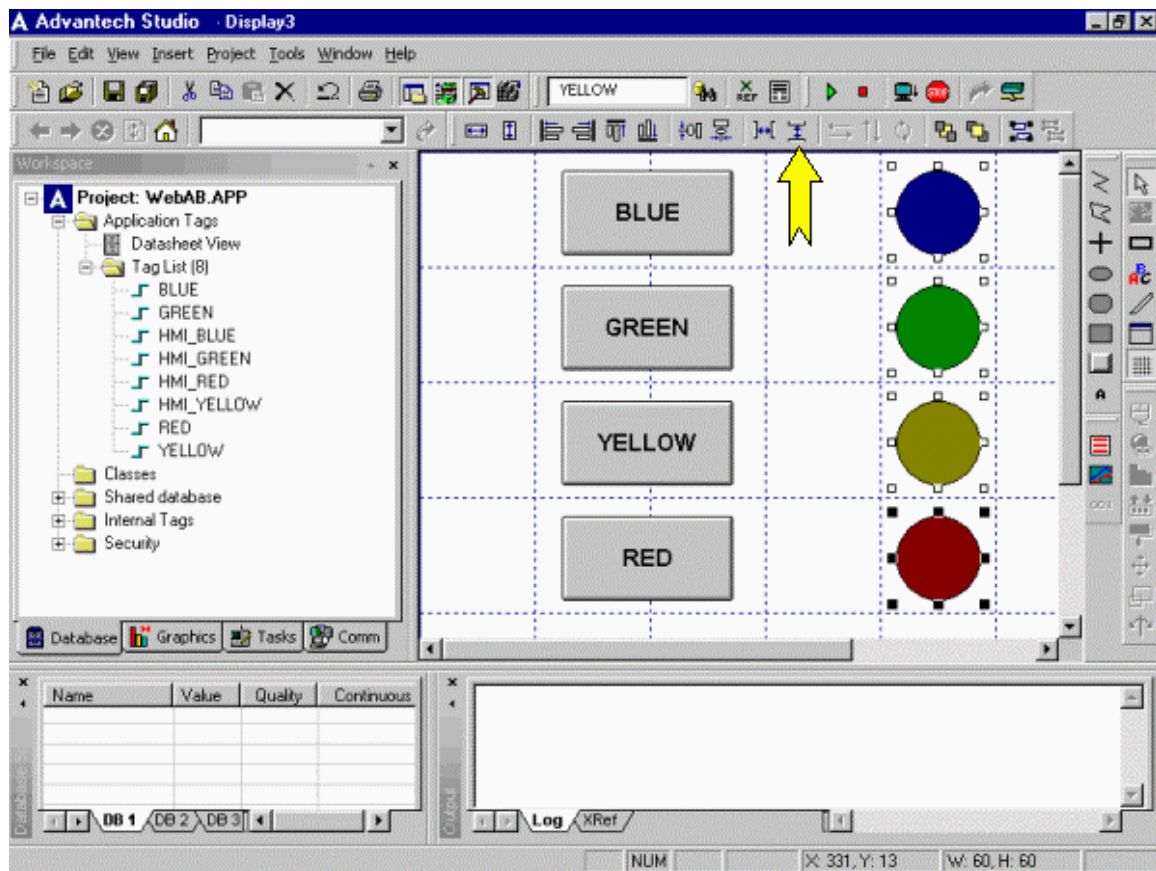 Advantech Studio - Display3
File Edit View Insert Project Tools Window Help
YELLOW
X REF
STOP
Workspace
Project: WebAB.APP
Application Tags
Datasheet View
Tag List (8)
BLUE
GREEN
HMI_BLUE
HMI_GREEN
HMI_RED
HMI_YELLOW
RED
YELLOW
Classes
Shared database
Internal Tags
Security
Database Graphics Tasks Comm
BLUE
GREEN
YELLOW
RED
A B C
A
Name Value Quality Continuous
DB 1 DB 2 DB 3
Output
Log XRef
NUM X: 331, Y: 13 W: 60, H: 60